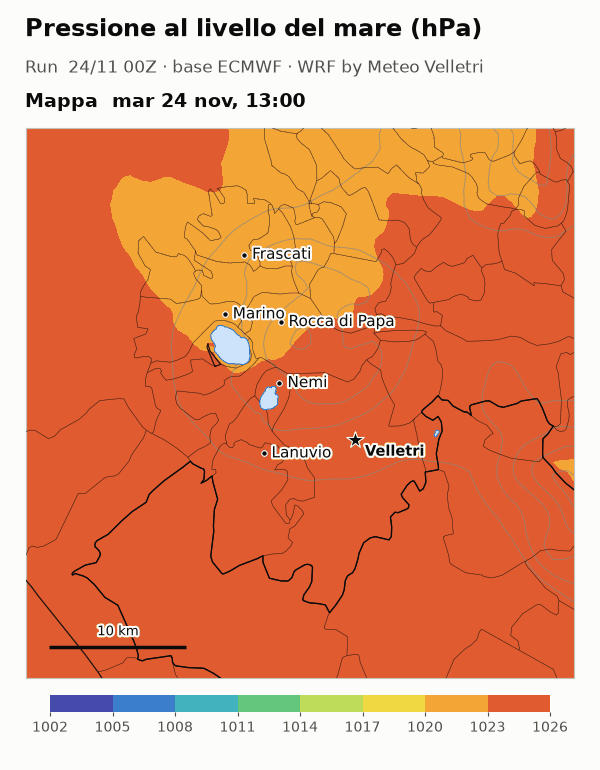 Pressione al livello del mare (hPa)
Run  24/11 00Z · base ECMWF · WRF by Meteo Velletri
Mappa  mar 24 nov, 13:00
Frascati
Marino
Rocca di Papa
Nemi
Velletri
Lanuvio
10 km
1002 1005 1008 1011 1014 1017 1020 1023 1026